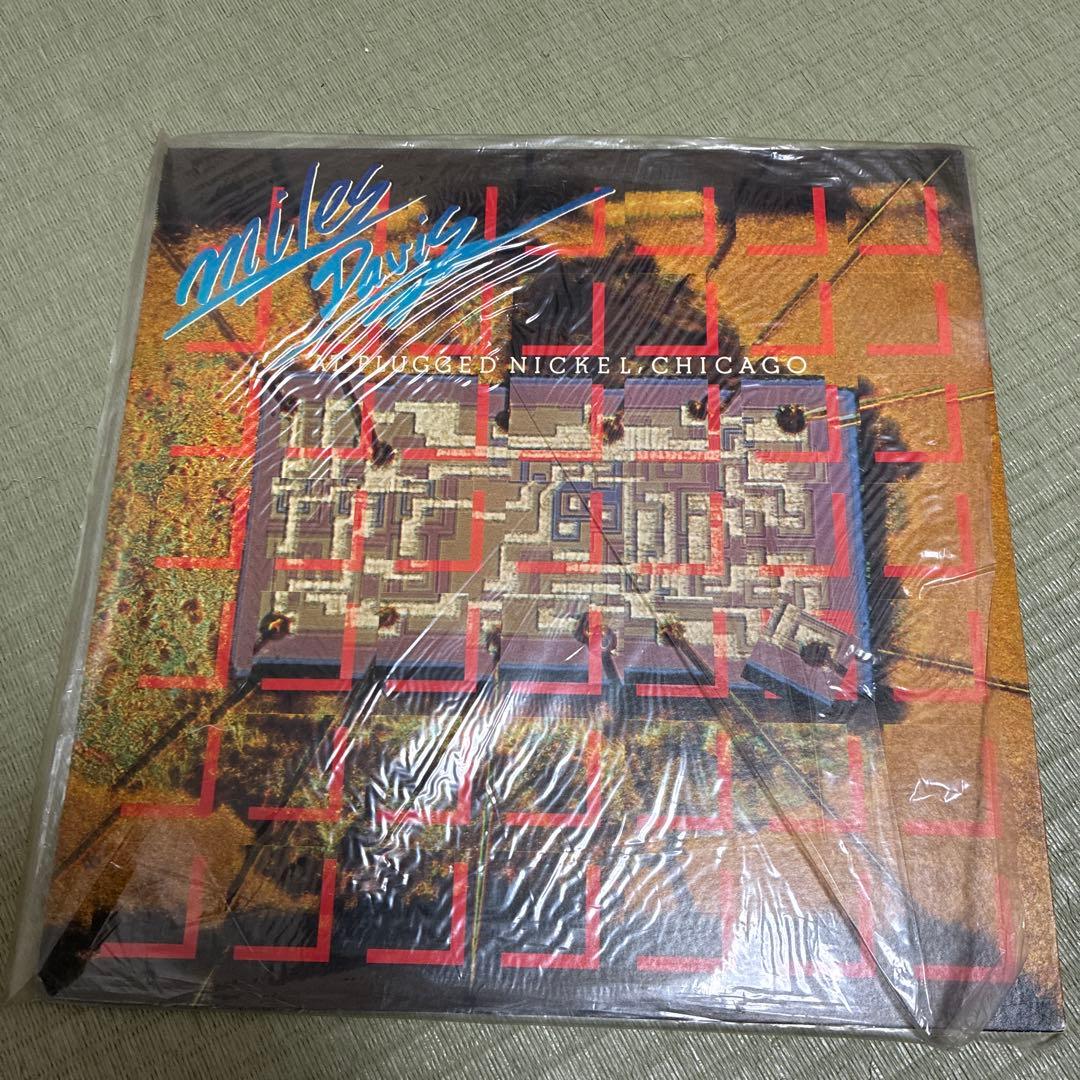 miles
Davis
AT PLUGGED NICKEL, CHICAGO